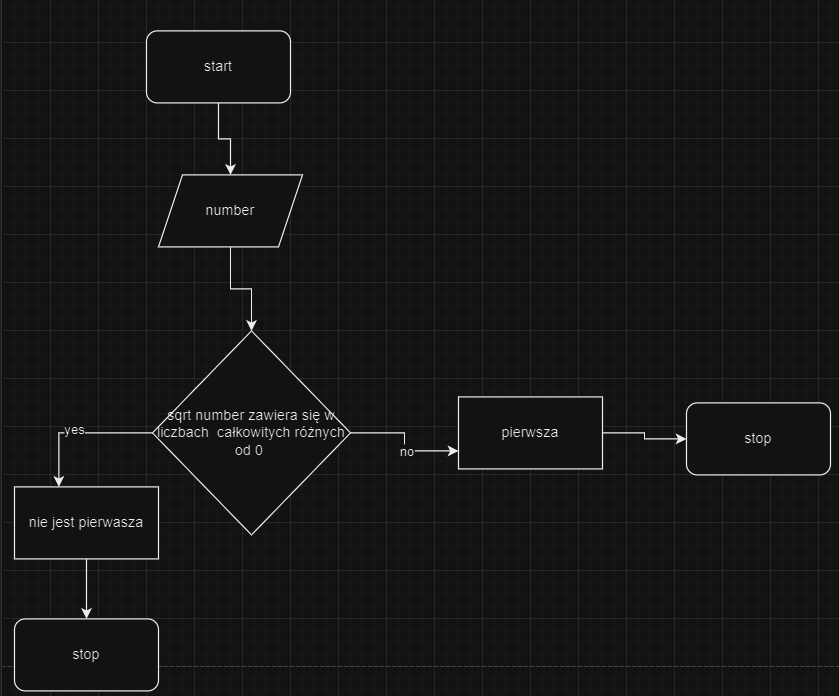 start
number
sqrt number zawiera się w
liczbach całkowitych różnych
od 0
yes
no
pierwsza
stop
nie jest pierwasza
stop